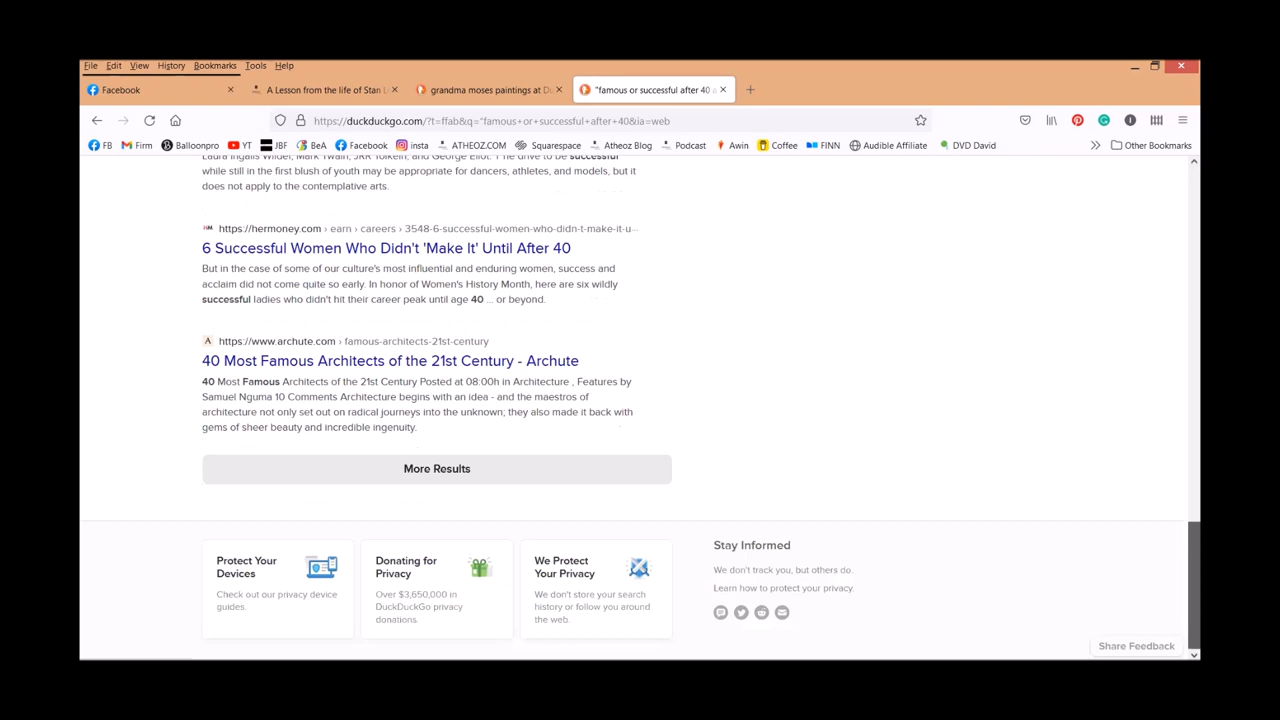 File Edit View History Bookmarks Tools Help
Facebook
A Lesson from the life of Stan
grandma moses paintings at
"famous or successful after 40
https://duckduckgo.com/?t=ffab&q="famous+or+successful+after+40&ia=web
FB Firm Balloonpro YT JBF BeA Facebook insta ATHEOZ.COM Squarespace Atheoz Blog Podcast Awin Coffee FINN Audible Affiliate DVD David Other Bookmarks
Laura Ingalls Wilder, Mark Twain, JRR Tolkein, and George Eliot. The drive to be successful
while still in the first blush of youth may be appropriate for dancers, athletes, and models, but it
does not apply to the contemplative arts.
HM https://hermoney.com › earn › careers › 3548-6-successful-women-who-didn-t-make-it-u...
6 Successful Women Who Didn't 'Make It' Until After 40
But in the case of some of our culture's most influential and enduring women, success and
acclaim did not come quite so early. In honor of Women's History Month, here are six wildly
successful ladies who didn't hit their career peak until age 40 ... or beyond.
A https://www.archute.com › famous-architects-21st-century
40 Most Famous Architects of the 21st Century - Archute
40 Most Famous Architects of the 21st Century Posted at 08:00h in Architecture , Features by
Samuel Nguma 10 Comments Architecture begins with an idea - and the maestros of
architecture not only set out on radical journeys into the unknown; they also made it back with
gems of sheer beauty and incredible ingenuity.
More Results
Protect Your
Devices
Check out our privacy device
guides.
Donating for
Privacy
Over $3,650,000 in
DuckDuckGo privacy
donations.
We Protect
Your Privacy
We don't store your search
history or follow you around
the web.
Stay Informed
We don't track you, but others do.
Learn how to protect your privacy.
Share Feedback